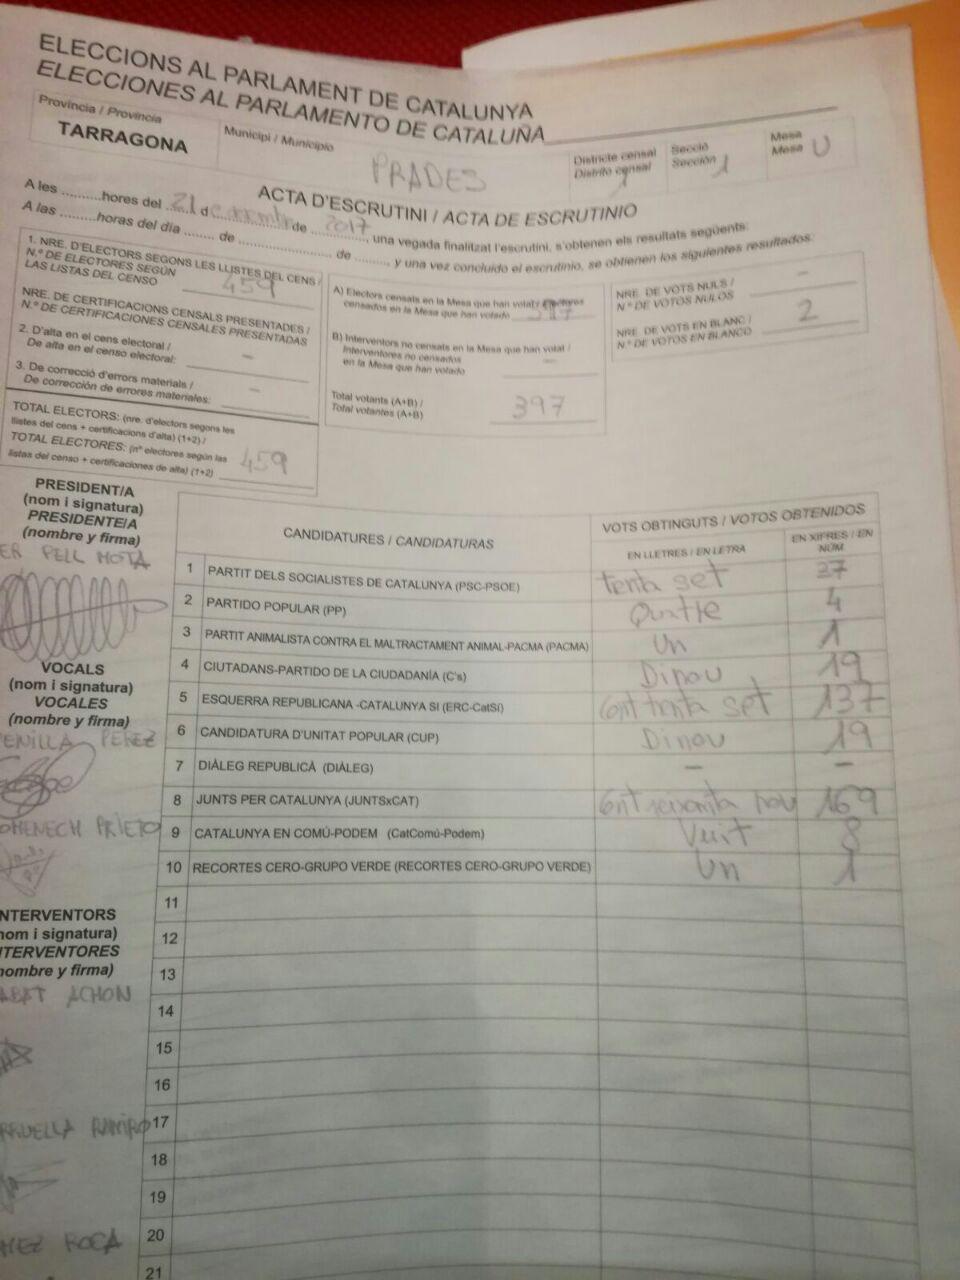 ELECCIONS AL PARLAMENT DE CATALUNYA
ELECCIONES AL PARLAMENTO DE CATALUÑA
Província / Provincia
TARRAGONA
Municipi / Municipio
PRADES
Districte censal
Distrito censal
1
Secció
Sección
1
Mesa
Mesa U
ACTA D'ESCRUTINI / ACTA DE ESCRUTINIO
A les ..........hores del ....21 d de 2017, una vegada finalitzat l'escrutini, s'obtenen els resultats següents:
A las .........horas del día ........ de ........................ de ......... y una vez concluido el escrutinio, se obtienen los siguientes resultados:
1. NRE. D'ELECTORS SEGONS LES LLISTES DEL CENS /
N.º DE ELECTORES SEGÚN
LAS LISTAS DEL CENSO
459
NRE. DE CERTIFICACIONS CENSALS PRESENTADES /
N.º DE CERTIFICACIONES CENSALES PRESENTADAS
2. D'alta en el cens electoral /
De alta en el censo electoral: –
3. De correcció d'errors materials /
De corrección de errores materiales: –
TOTAL ELECTORS: (nre. d'electors segons les
llistes del cens + certificacions d'alta) (1+2) /
TOTAL ELECTORES: (nº electores según las
listas del censo + certificaciones de alta) (1+2)
459
A) Electors censats en la Mesa que han votat / Electores
censados en la Mesa que han votado 397
B) Interventors no censats en la Mesa que han votat /
Interventores no censados
en la Mesa que han votado –
Total votants (A+B) /
Total votantes (A+B)
397
NRE. DE VOTS NULS /
N.º DE VOTOS NULOS –
NRE. DE VOTS EN BLANC /
N.º DE VOTOS EN BLANCO 2
PRESIDENT/A
(nom i signatura)
PRESIDENTE/A
(nombre y firma)
ER PELL MOTA
VOCALS
(nom i signatura)
VOCALES
(nombre y firma)
ENILLA PEREZ
OMENECH PRIETO
NTERVENTORS
nom i signatura)
NTERVENTORES
nombre y firma)
ABAT ACHON
RRUELLA RAMIRO
MEZ ROCA
CANDIDATURES / CANDIDATURAS
VOTS OBTINGUTS / VOTOS OBTENIDOS
EN LLETRES / EN LETRA
EN XIFRES / EN NÚM.
1 PARTIT DELS SOCIALISTES DE CATALUNYA (PSC-PSOE) tenta set 37
2 PARTIDO POPULAR (PP) Quatre 4
3 PARTIT ANIMALISTA CONTRA EL MALTRACTAMENT ANIMAL-PACMA (PACMA) Un 1
4 CIUTADANS-PARTIDO DE LA CIUDADANÍA (C's) Dinou 19
5 ESQUERRA REPUBLICANA -CATALUNYA SÍ (ERC-CatSí) Cent tenta set 137
6 CANDIDATURA D'UNITAT POPULAR (CUP) Dinou 19
7 DIÀLEG REPUBLICÀ (DIÀLEG) – –
8 JUNTS PER CATALUNYA (JUNTSxCAT) Cent seixanta nou 169
9 CATALUNYA EN COMÚ-PODEM (CatComú-Podem) Vuit 8
10 RECORTES CERO-GRUPO VERDE (RECORTES CERO-GRUPO VERDE) Un 1
11
12
13
14
15
16
17
18
19
20
21